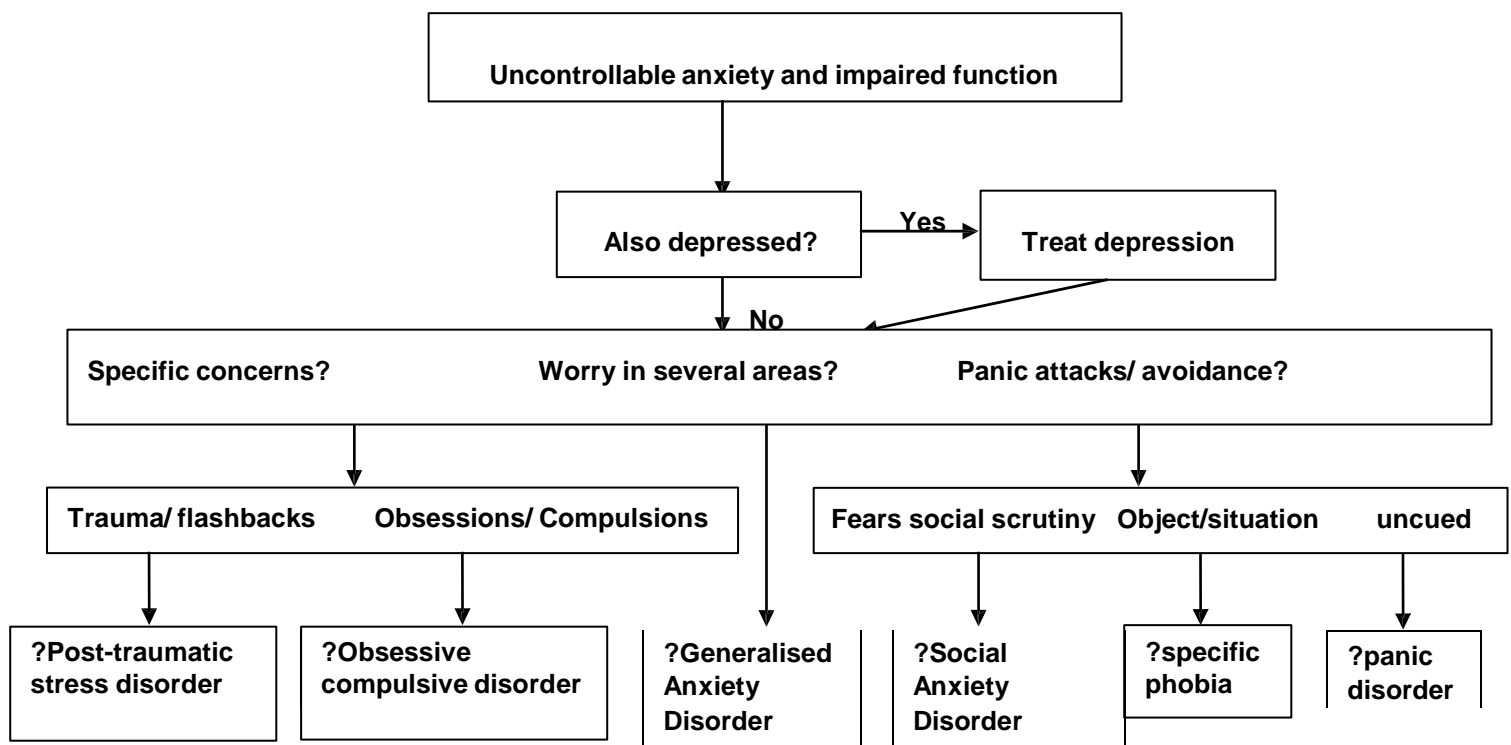 Uncontrollable anxiety and impaired function
Yes
Also depressed?
Treat depression
No
Specific concerns?
Worry in several areas?
Panic attacks/ avoidance?
Trauma/ flashbacks
Obsessions/ Compulsions
Fears social scrutiny
Object/situation
uncued
?Post-traumatic
stress disorder
?Obsessive
compulsive disorder
?Generalised
Anxiety
Disorder
?Social
Anxiety
Disorder
?specific
phobia
?panic
disorder